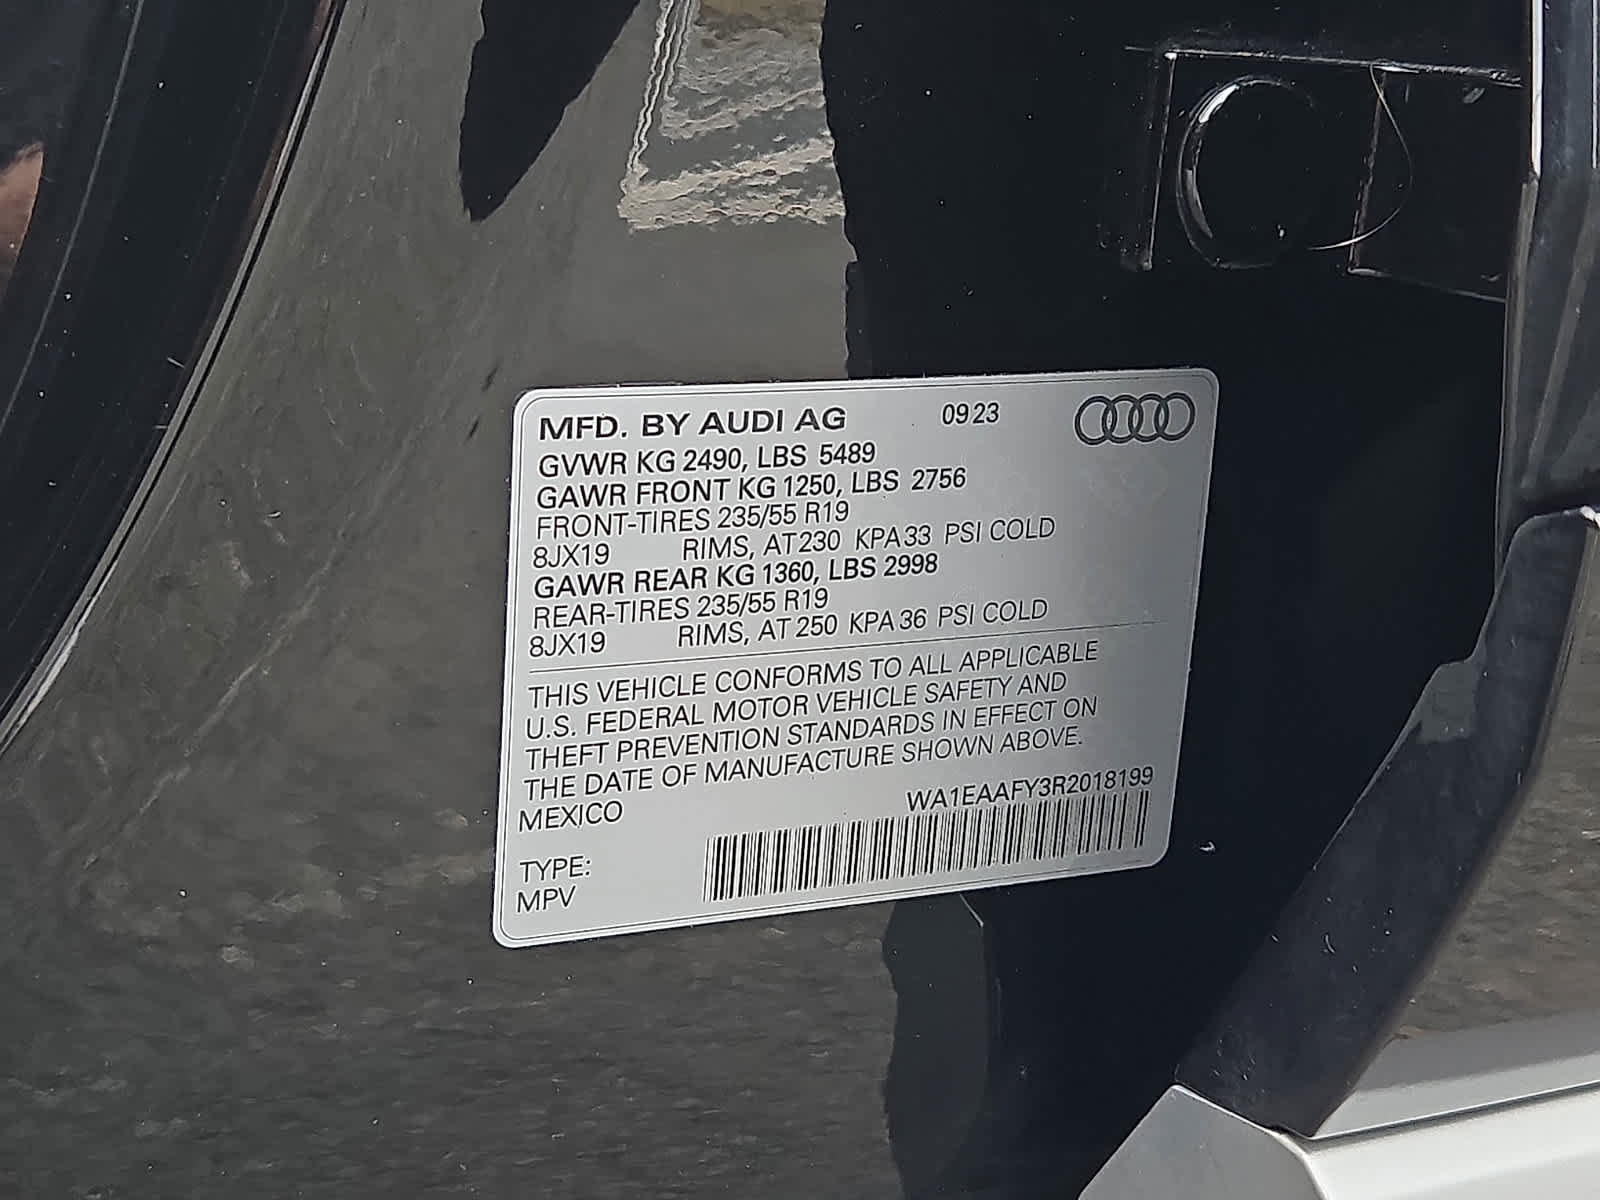 MFD. BY AUDI AG 0923
GVWR KG 2490, LBS 5489
GAWR FRONT KG 1250, LBS 2756
FRONT-TIRES 235/55 R19
8JX19 RIMS, AT 230 KPA 33 PSI COLD
GAWR REAR KG 1360, LBS 2998
REAR-TIRES 235/55 R19
8JX19 RIMS, AT 250 KPA 36 PSI COLD
THIS VEHICLE CONFORMS TO ALL APPLICABLE
U.S. FEDERAL MOTOR VEHICLE SAFETY AND
THEFT PREVENTION STANDARDS IN EFFECT ON
THE DATE OF MANUFACTURE SHOWN ABOVE.
MEXICO WA1EAAFY3R2018199
TYPE:
MPV